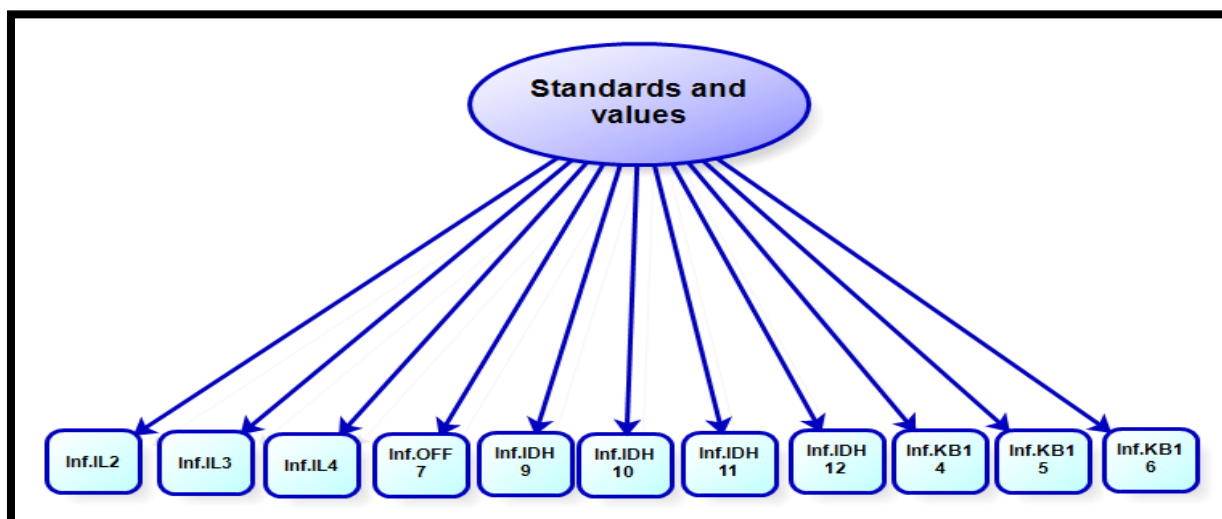 Standards and
values
Inf.IL2
Inf.IL3
Inf.IL4
Inf.OFF
7
Inf.IDH
9
Inf.IDH
10
Inf.IDH
11
Inf.IDH
12
Inf.KB1
4
Inf.KB1
5
Inf.KB1
6